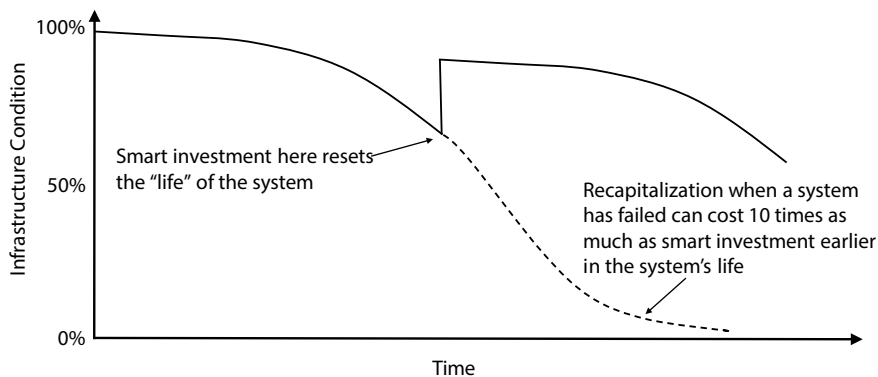 100%
Infrastructure Condition
Smart investment here resets
the “life” of the system
50%
Recapitalization when a system
has failed can cost 10 times as
much as smart investment earlier
in the system’s life
0%
Time